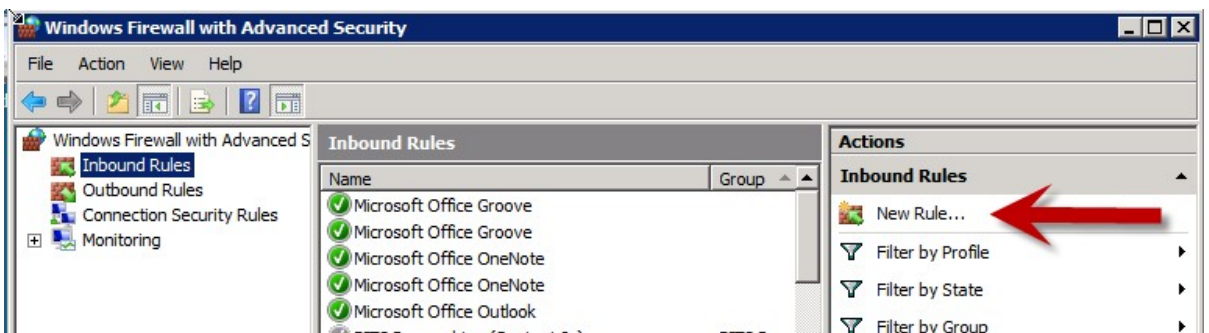 Windows Firewall with Advanced Security
File Action View Help
Windows Firewall with Advanced S
Inbound Rules
Outbound Rules
Connection Security Rules
Monitoring
Inbound Rules
Name Group
Microsoft Office Groove
Microsoft Office Groove
Microsoft Office OneNote
Microsoft Office OneNote
Microsoft Office Outlook
Actions
Inbound Rules
New Rule...
Filter by Profile
Filter by State
Filter by Group